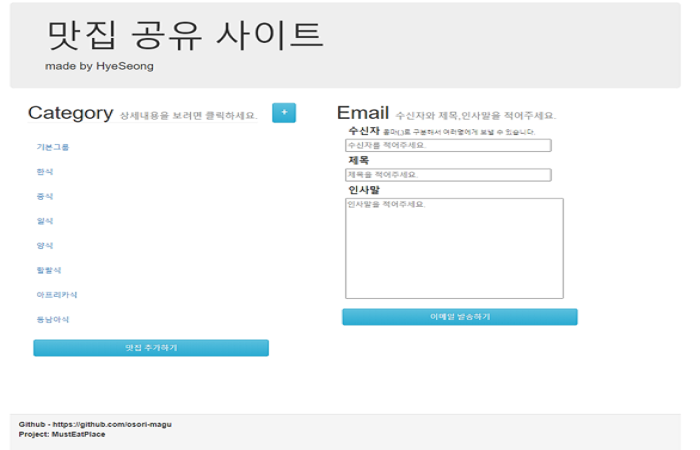 맛집 공유 사이트
made by HyeSeong
Category 상세내용을 보려면 클릭하세요. +
기본그룹
한식
중식
일식
양식
탈팔식
아프리카식
동남아식
맛집 추가하기
Email 수신자와 제목,인사말을 적어주세요.
수신자 콤마(,)로 구분해서 여러명에게 보낼 수 있습니다.
수신자를 적어주세요.
제목
제목을 적어주세요.
인사말
인사말을 적어주세요.
이메일 발송하기
Github - https://github.com/osori-magu
Project: MustEatPlace